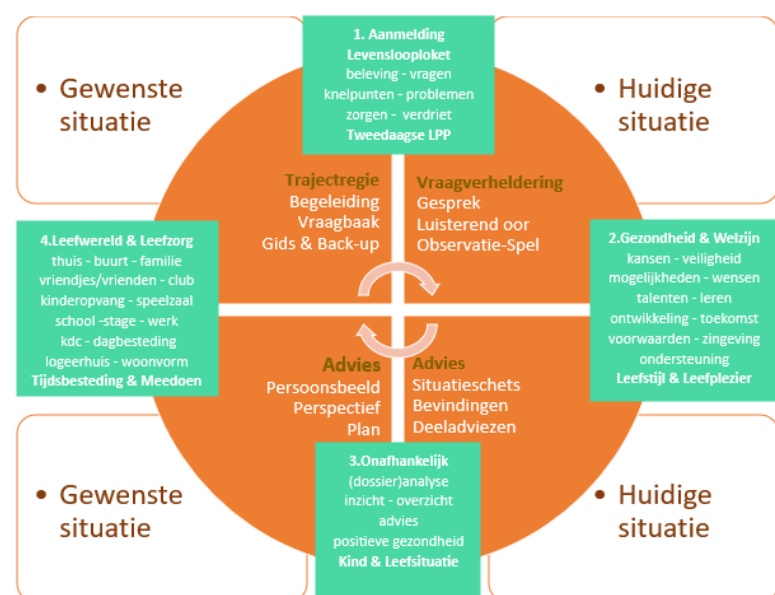 1. Aanmelding
Levenslooploket
beleving - vragen
knelpunten - problemen
zorgen - verdriet
Tweedaagse LPP
• Gewenste
situatie
• Huidige
situatie
Trajectregie
Begeleiding
Vraagbaak
Gids & Back-up
Vraagverheldering
Gesprek
Luisterend oor
Observatie-Spel
4.Leefwereld & Leefzorg
thuis - buurt - familie
vriendjes/vrienden - club
kinderopvang - speelzaal
school -stage - werk
kdc - dagbesteding
logeerhuis - woonvorm
Tijdsbesteding & Meedoen
2.Gezondheid & Welzijn
kansen - veiligheid
mogelijkheden - wensen
talenten - leren
ontwikkeling - toekomst
voorwaarden - zingeving
ondersteuning
Leefstijl & Leefplezier
Advies
Persoonsbeeld
Perspectief
Plan
Advies
Situatieschets
Bevindingen
Deeladviezen
3.Onafhankelijk
(dossier)analyse
inzicht - overzicht
advies
positieve gezondheid
Kind & Leefsituatie
• Gewenste
situatie
• Huidige
situatie